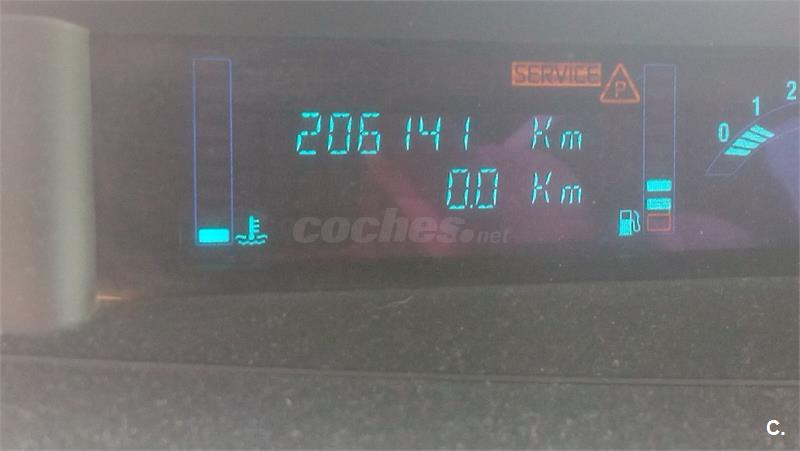 SERVICE
P
206141 Km
0 1 2
0.0 Km
coches.net
C.